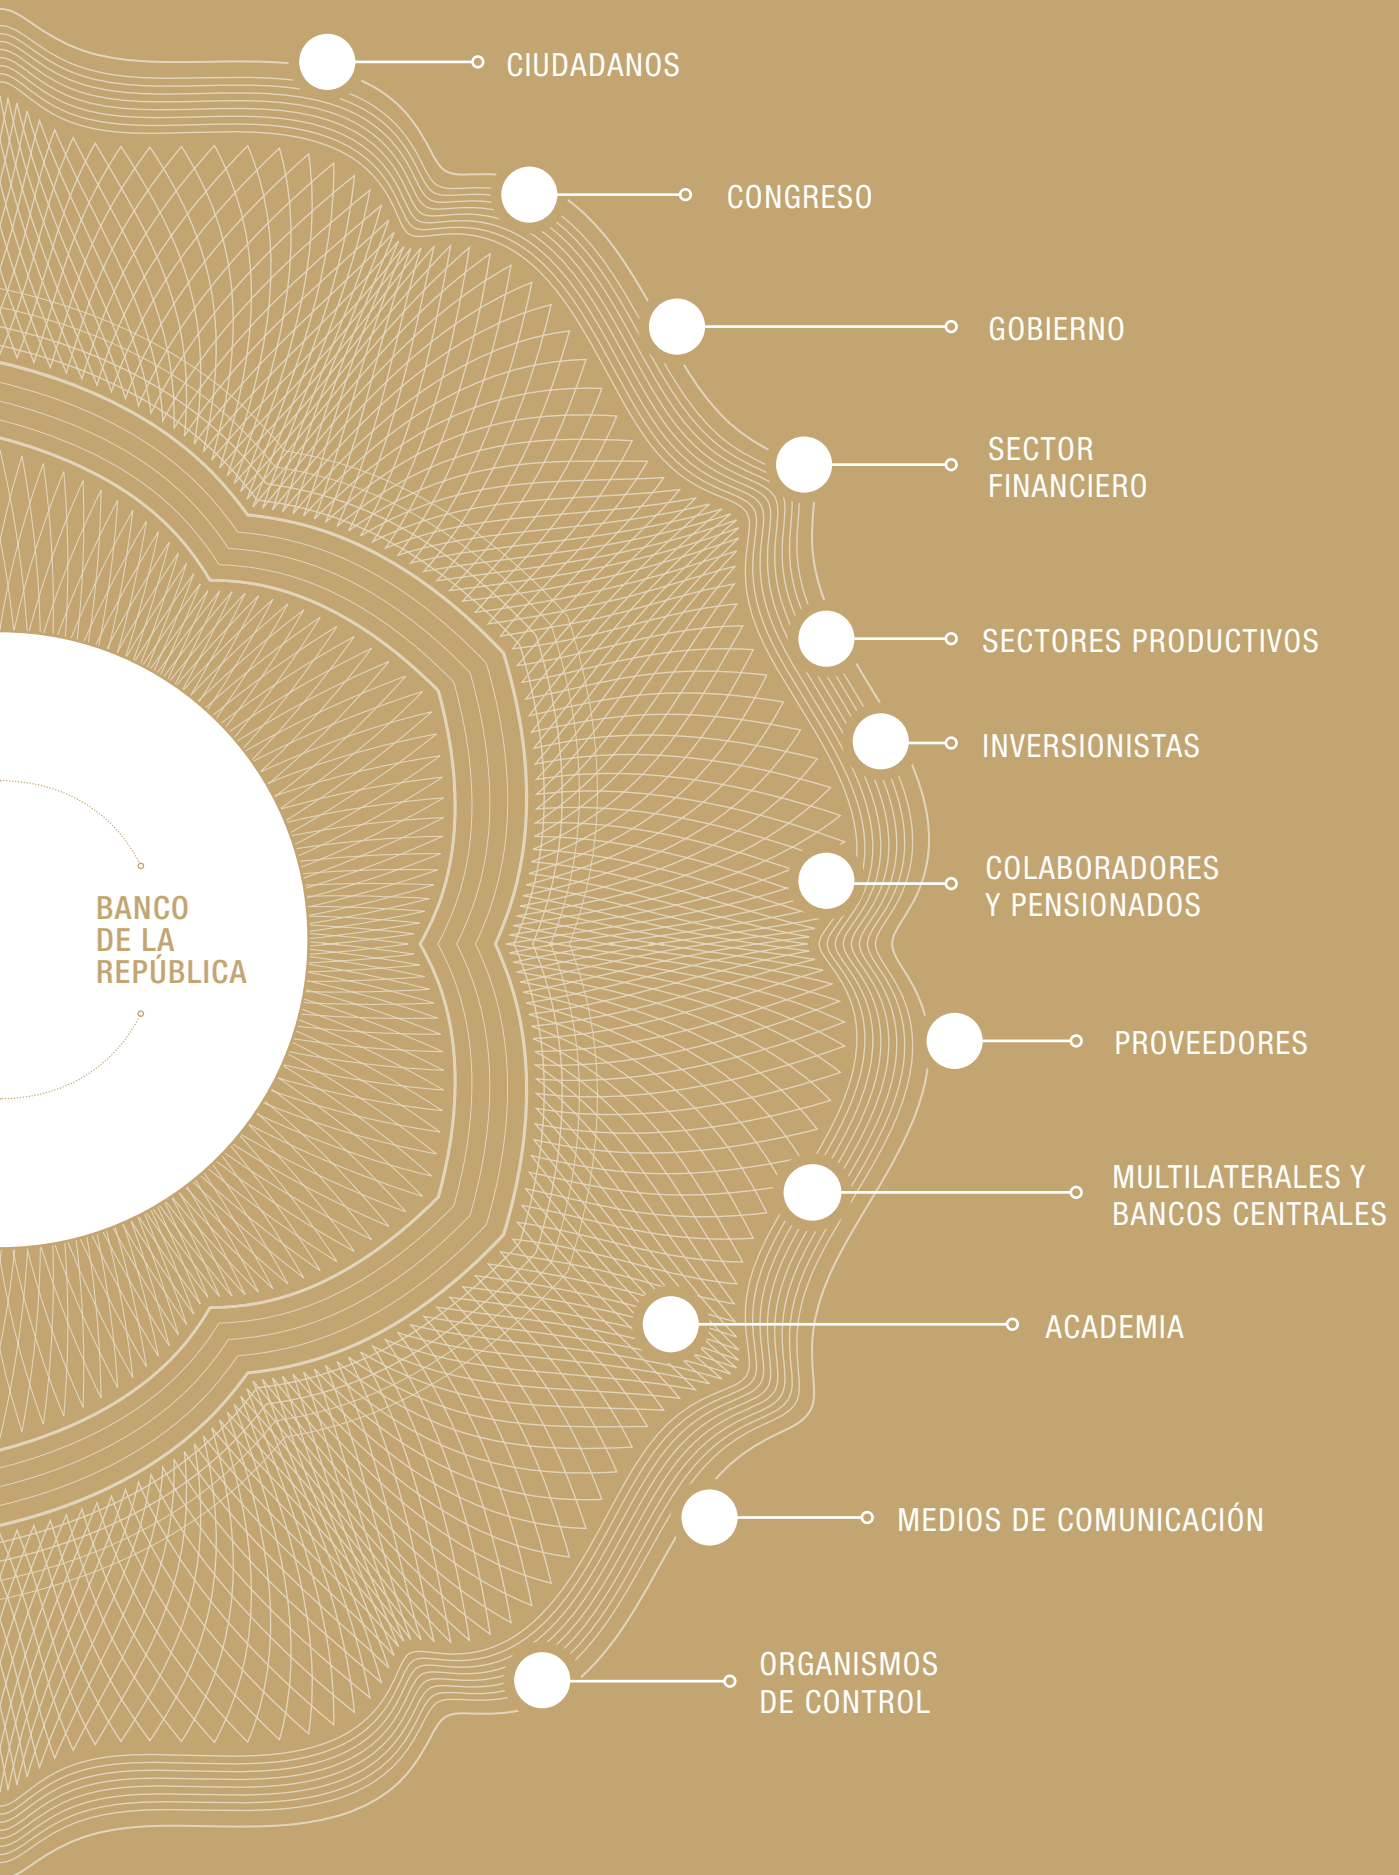 CIUDADANOS
CONGRESO
GOBIERNO
SECTOR
FINANCIERO
SECTORES PRODUCTIVOS
INVERSIONISTAS
COLABORADORES
Y PENSIONADOS
BANCO
DE LA
REPÚBLICA
PROVEEDORES
MULTILATERALES Y
BANCOS CENTRALES
ACADEMIA
MEDIOS DE COMUNICACIÓN
ORGANISMOS
DE CONTROL